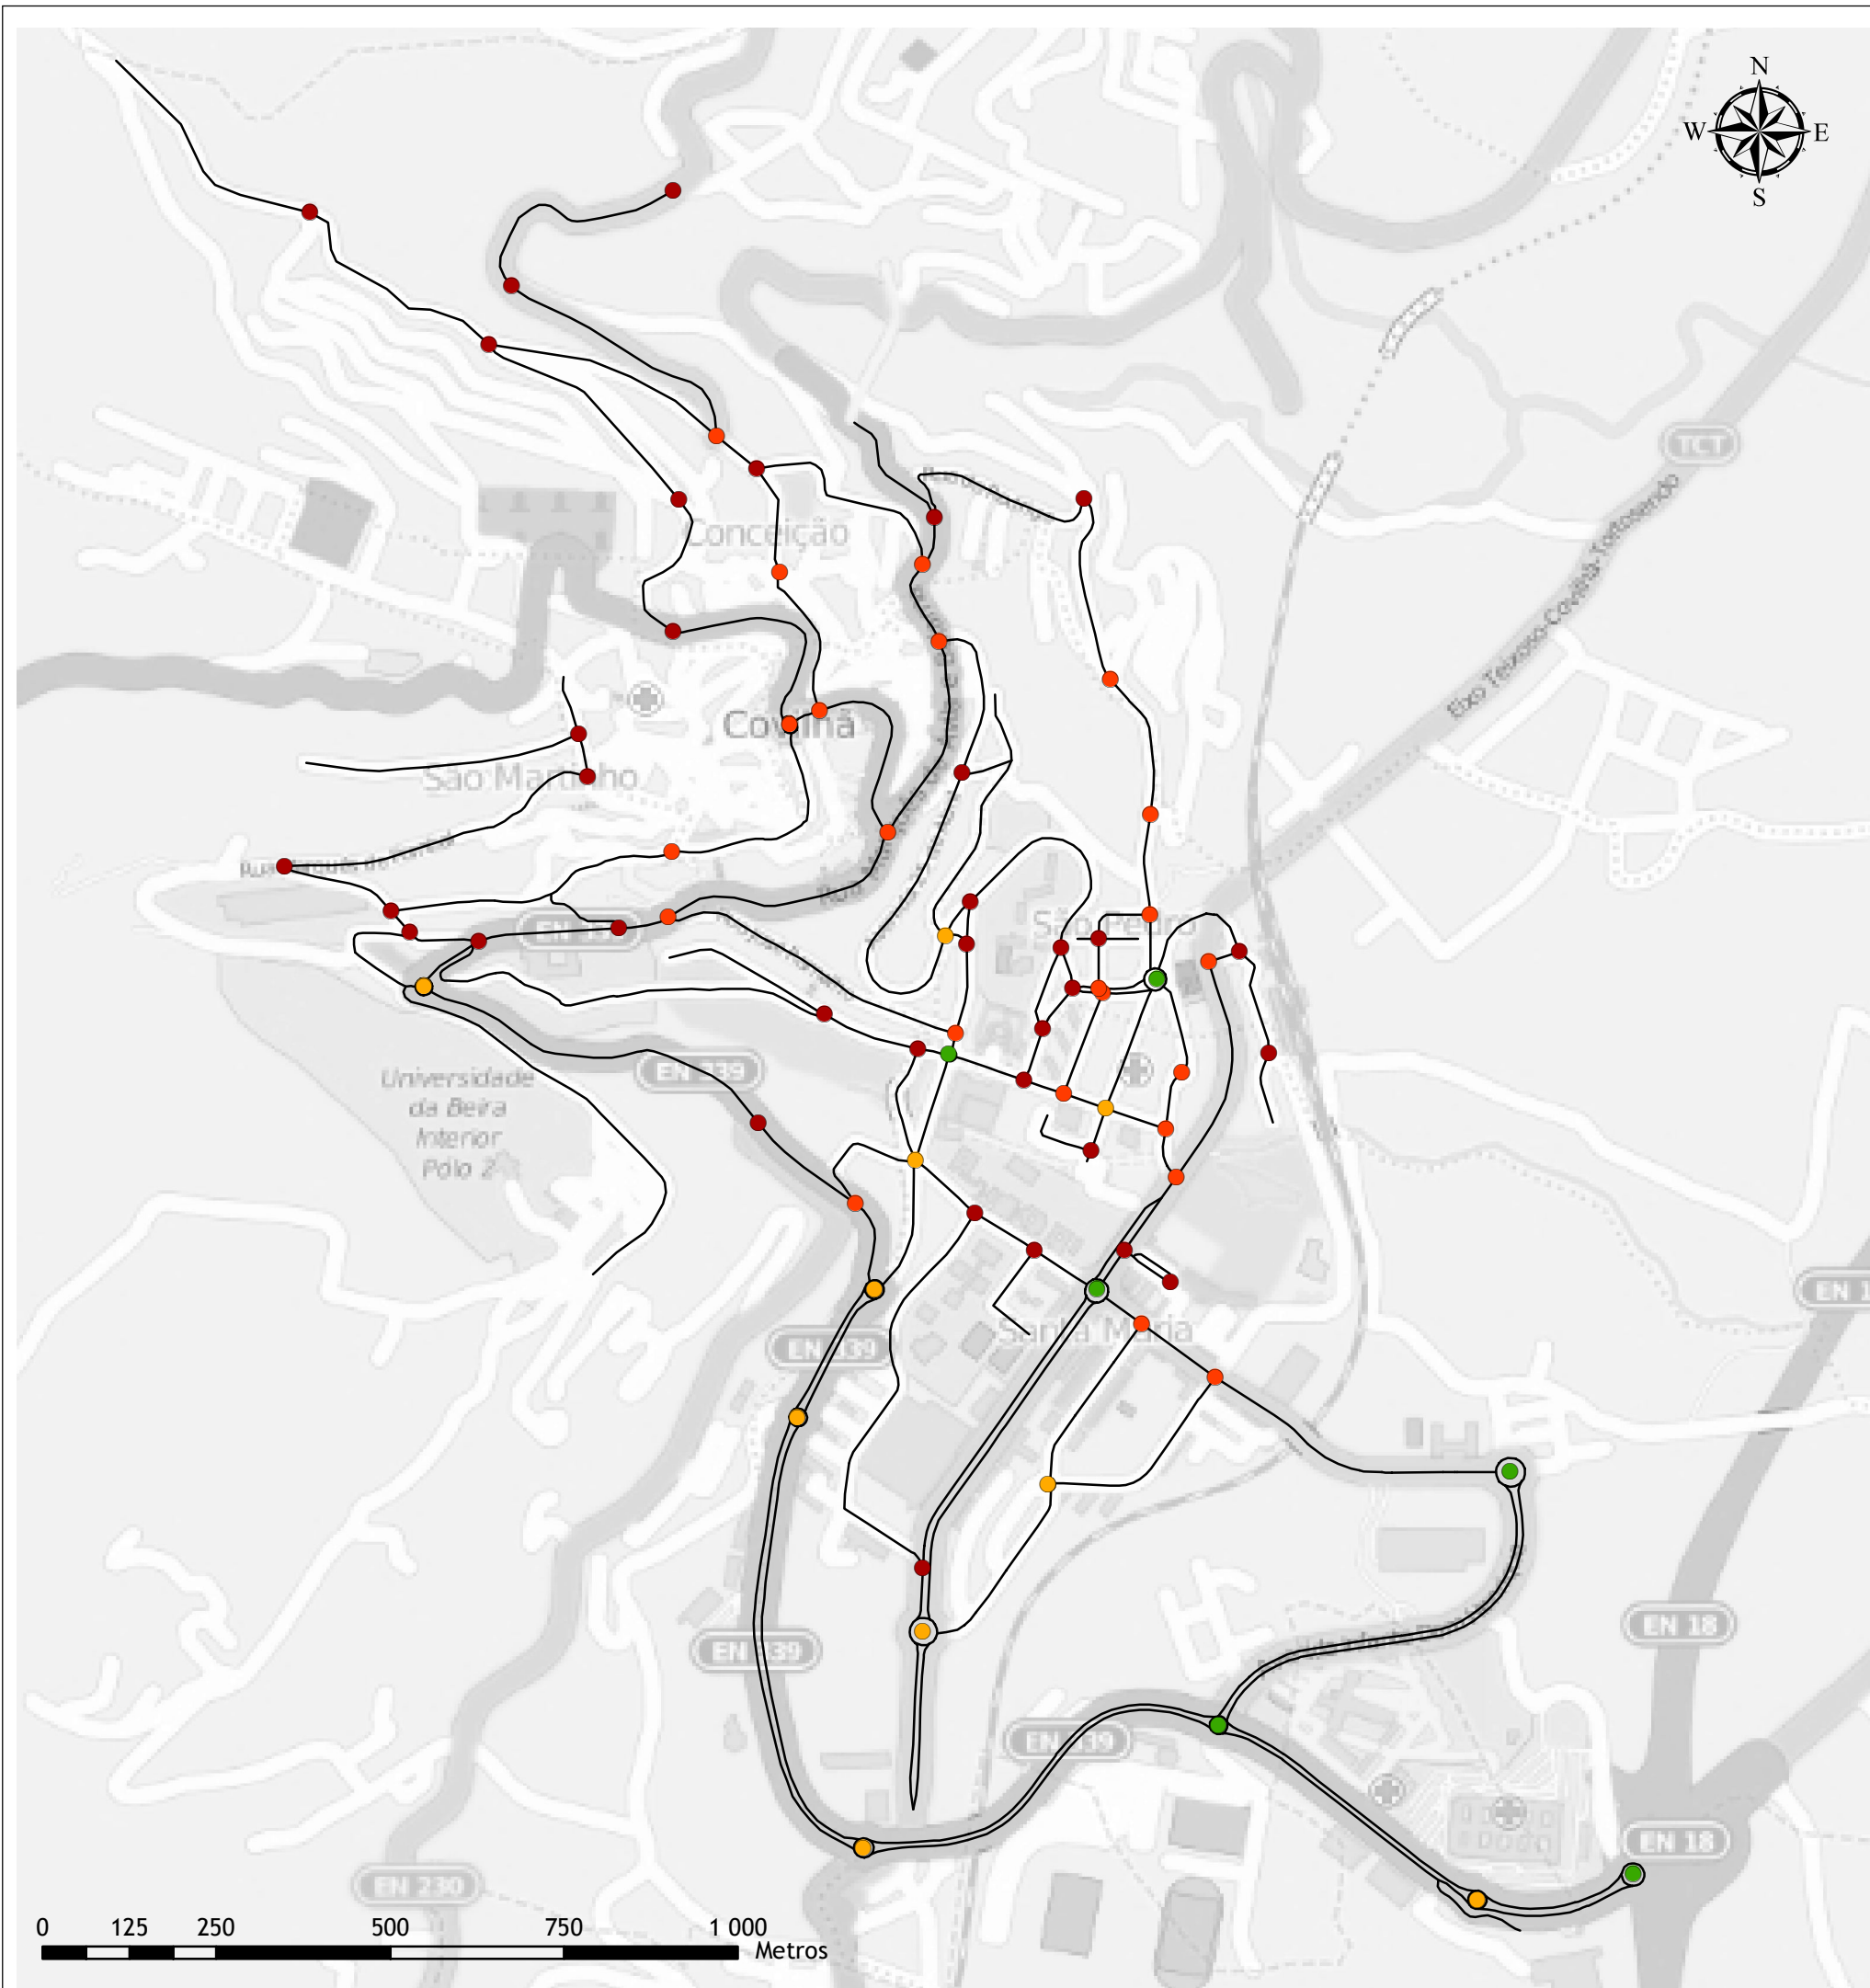 N
W E
S
TCT
Eixo Teixoso-Covilhã-Tortosendo
Conceição
Covilhã
São Martinho
São Pedro
EN 339
Universidade
da Beira
Interior
Pólo 2
EN 1
Santa Maria
EN 339
EN 18
EN 339
EN 339
EN 18
EN 230
0 125 250 500 750 1 000
Metros